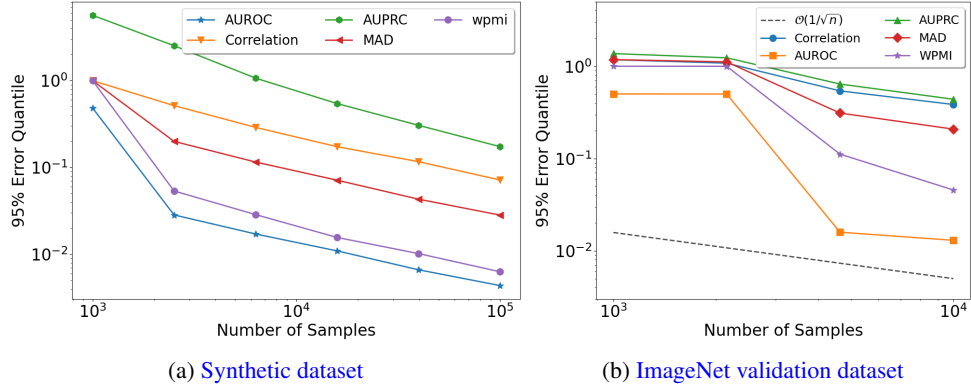 AUROC
Correlation
AUPRC
MAD
wpmi
95% Error Quantile
10^0
10^-1
10^-2
10^3
10^4
10^5
Number of Samples
(a) Synthetic dataset
O(1/√n)
Correlation
AUROC
AUPRC
MAD
WPMI
95% Error Quantile
10^0
10^-1
10^-2
10^3
10^4
Number of Samples
(b) ImageNet validation dataset